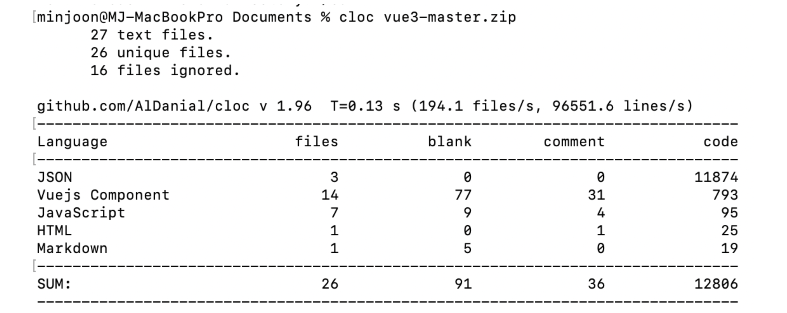 minjoon@MJ-MacBookPro Documents % cloc vue3-master.zip
      27 text files.
      26 unique files.
      16 files ignored.

github.com/AlDanial/cloc v 1.96  T=0.13 s (194.1 files/s, 96551.6 lines/s)
-------------------------------------------------------------------------------
Language                     files          blank        comment           code
-------------------------------------------------------------------------------
JSON                             3              0              0          11874
Vuejs Component                 14             77             31            793
JavaScript                       7              9              4             95
HTML                             1              0              1             25
Markdown                         1              5              0             19
-------------------------------------------------------------------------------
SUM:                            26             91             36          12806
-------------------------------------------------------------------------------